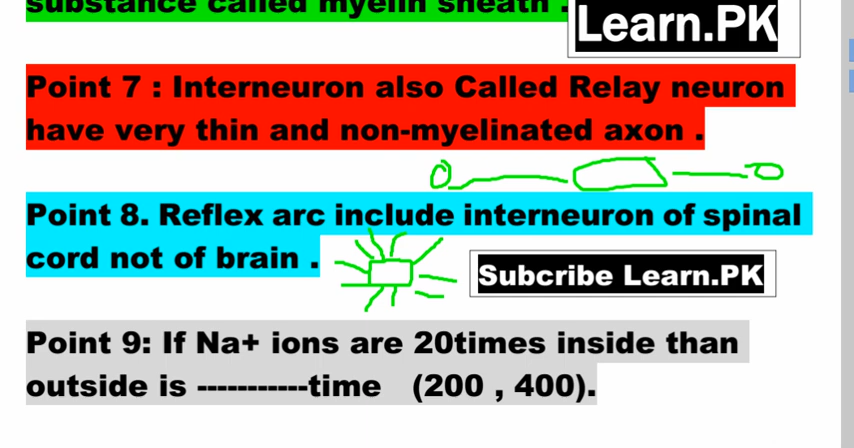 substance called myelin sheath .
Learn.PK
Point 7 : Interneuron also Called Relay neuron
have very thin and non-myelinated axon .
Point 8. Reflex arc include interneuron of spinal
cord not of brain .
Subcribe Learn.PK
Point 9: If Na+ ions are 20times inside than
outside is -----------time (200 , 400).